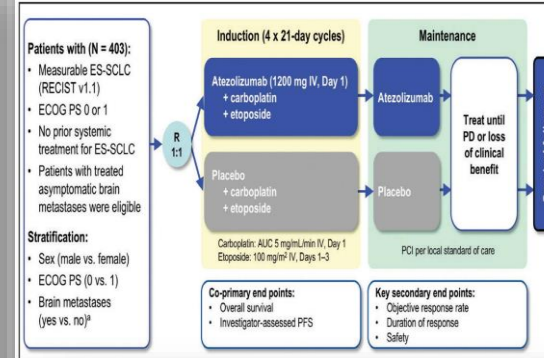 Patients with (N = 403):
• Measurable ES-SCLC
(RECIST v1.1)
• ECOG PS 0 or 1
• No prior systemic
treatment for ES-SCLC
• Patients with treated
asymptomatic brain
metastases were eligible
Stratification:
• Sex (male vs. female)
• ECOG PS (0 vs. 1)
• Brain metastases
(yes vs. no)ᵃ
R
1:1
Induction (4 x 21-day cycles)
Atezolizumab (1200 mg IV, Day 1)
+ carboplatin
+ etoposide
Placebo
+ carboplatin
+ etoposide
Carboplatin: AUC 5 mg/mL/min IV, Day 1
Etoposide: 100 mg/m² IV, Days 1–3
Maintenance
Atezolizumab
Placebo
Treat until
PD or loss
of clinical
benefit
PCI per local standard of care
Co-primary end points:
• Overall survival
• Investigator-assessed PFS
Key secondary end points:
• Objective response rate
• Duration of response
• Safety